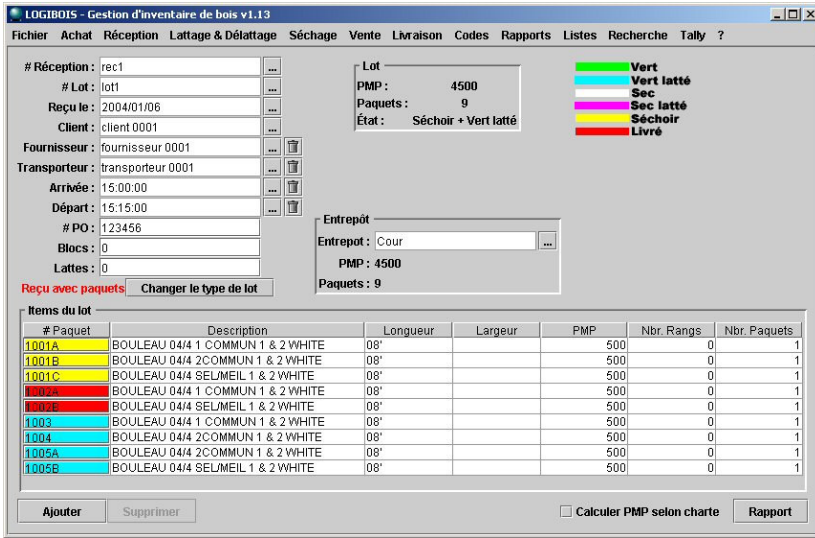 LOGIBOIS - Gestion d'inventaire de bois v1.13
Fichier Achat Réception Lattage & Délattage Séchage Vente Livraison Codes Rapports Listes Recherche Tally ?
# Réception : rec1 ...
# Lot : lot1 ...
Reçu le : 2004/01/06 ...
Client : client 0001 ...
Fournisseur : fournisseur 0001 ...
Transporteur : transporteur 0001 ...
Arrivée : 15:00:00 ...
Départ : 15:15:00 ...
# PO : 123456
Blocs : 0
Lattes : 0
Reçu avec paquets Changer le type de lot
Lot
PMP : 4500
Paquets : 9
État : Séchoir + Vert latté
Vert
Vert latté
Sec
Sec latté
Séchoir
Livré
Entrepôt
Entrepot : Cour ...
PMP : 4500
Paquets : 9
Items du lot
# Paquet Description Longueur Largeur PMP Nbr. Rangs Nbr. Paquets
1001A BOULEAU 04/4 1 COMMUN 1 & 2 WHITE 08' 500 0 1
1001B BOULEAU 04/4 2COMMUN 1 & 2 WHITE 08' 500 0 1
1001C BOULEAU 04/4 SEL/MEIL 1 & 2 WHITE 08' 500 0 1
1002A BOULEAU 04/4 1 COMMUN 1 & 2 WHITE 08' 500 0 1
1002B BOULEAU 04/4 SEL/MEIL 1 & 2 WHITE 08' 500 0 1
1003 BOULEAU 04/4 1 COMMUN 1 & 2 WHITE 08' 500 0 1
1004 BOULEAU 04/4 2COMMUN 1 & 2 WHITE 08' 500 0 1
1005A BOULEAU 04/4 2COMMUN 1 & 2 WHITE 08' 500 0 1
1005B BOULEAU 04/4 SEL/MEIL 1 & 2 WHITE 08' 500 0 1
Ajouter Supprimer Calculer PMP selon charte Rapport